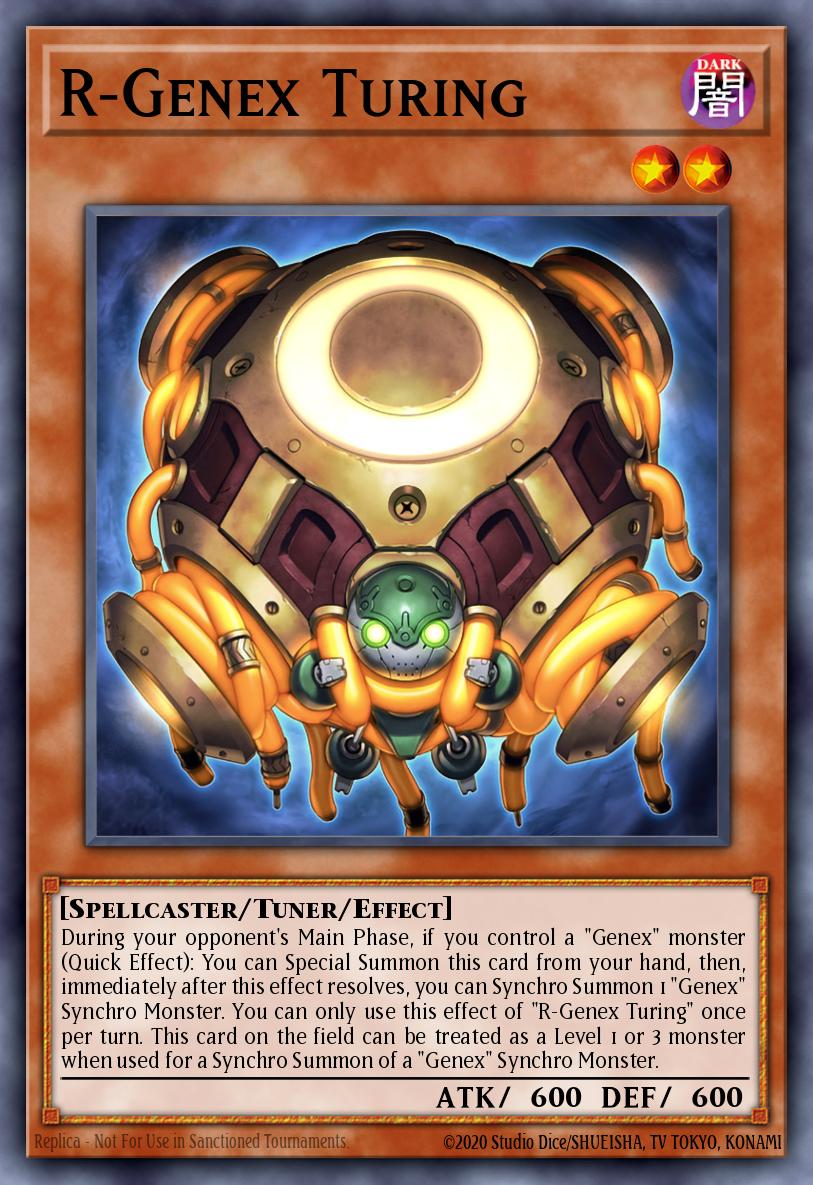 R-Genex Turing
DARK
闇
[Spellcaster/Tuner/Effect]
During your opponent's Main Phase, if you control a "Genex" monster
(Quick Effect): You can Special Summon this card from your hand, then,
immediately after this effect resolves, you can Synchro Summon 1 "Genex"
Synchro Monster. You can only use this effect of "R-Genex Turing" once
per turn. This card on the field can be treated as a Level 1 or 3 monster
when used for a Synchro Summon of a "Genex" Synchro Monster.
ATK/ 600 DEF/ 600
Replica - Not For Use in Sanctioned Tournaments.
©2020 Studio Dice/SHUEISHA, TV TOKYO, KONAMI